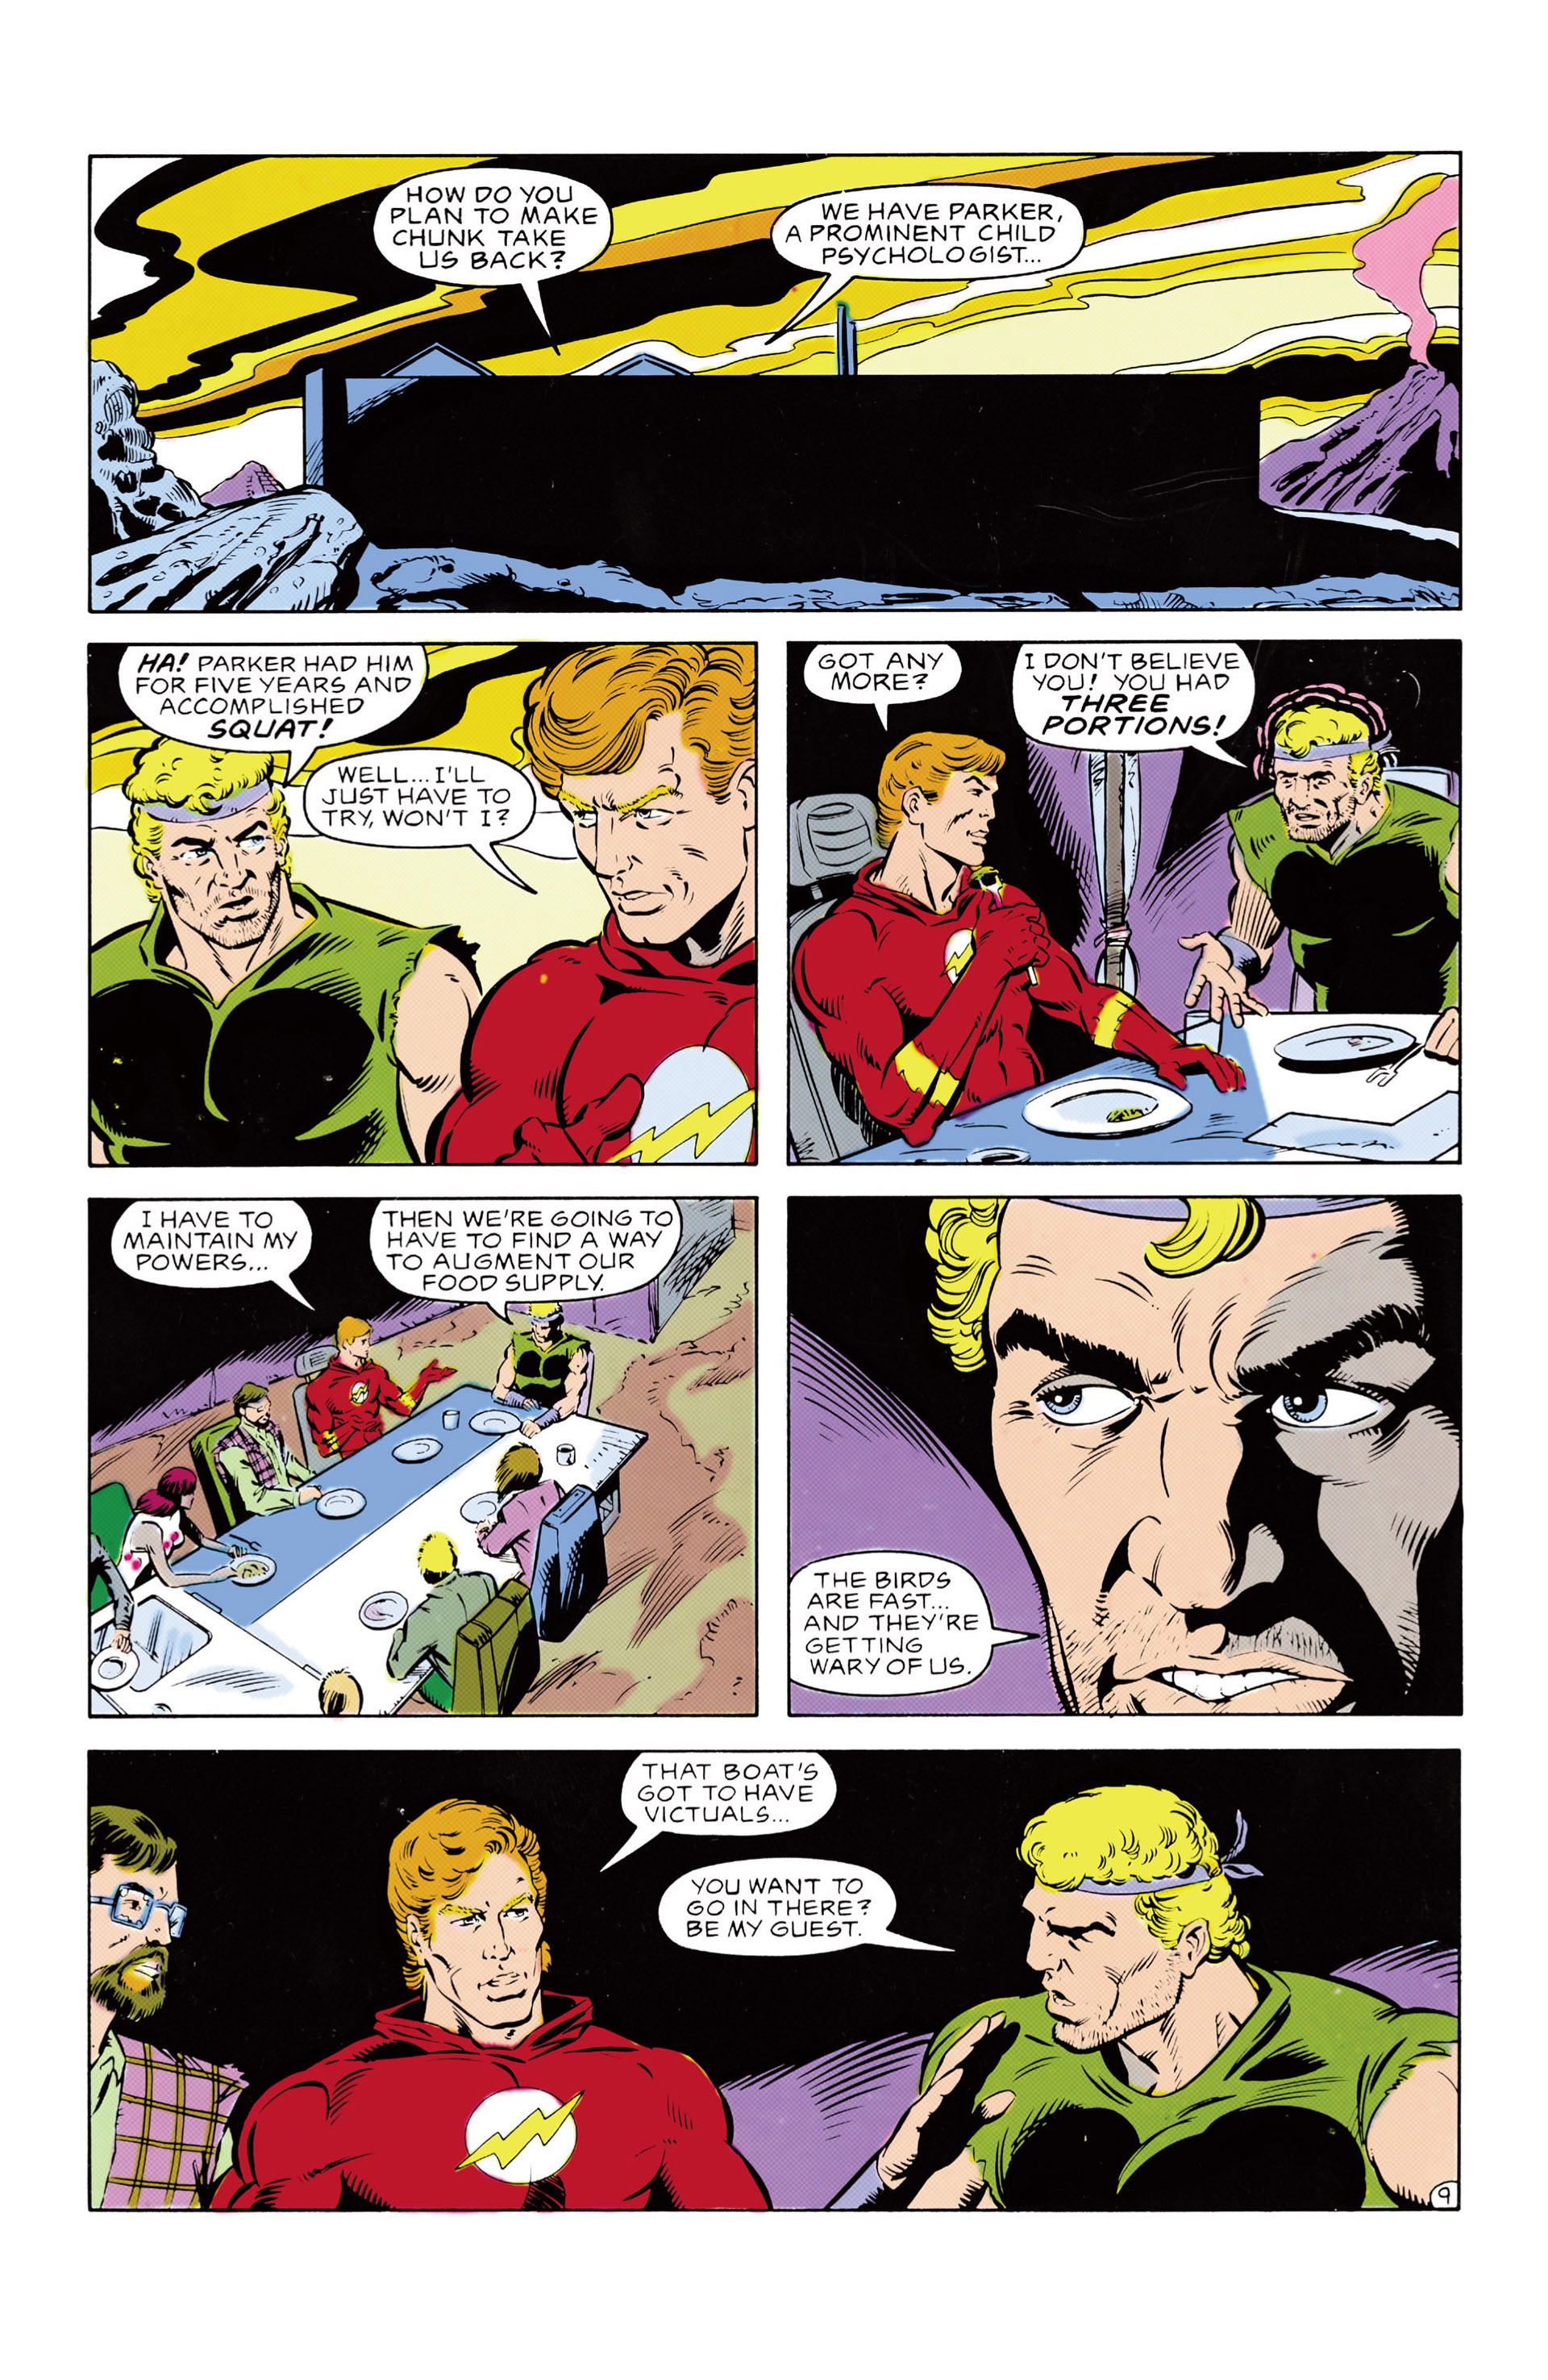 HOW DO YOU
PLAN TO MAKE
CHUNK TAKE
US BACK?
WE HAVE PARKER,
A PROMINENT CHILD
PSYCHOLOGIST...
HA! PARKER HAD HIM
FOR FIVE YEARS AND
ACCOMPLISHED
SQUAT!
WELL... I'LL
JUST HAVE TO
TRY, WON'T I?
GOT ANY
MORE?
I DON'T BELIEVE
YOU! YOU HAD
THREE
PORTIONS!
I HAVE TO
MAINTAIN MY
POWERS...
THEN WE'RE GOING TO
HAVE TO FIND A WAY
TO AUGMENT OUR
FOOD SUPPLY.
THE BIRDS
ARE FAST...
AND THEY'RE
GETTING
WARY OF US.
THAT BOAT'S
GOT TO HAVE
VICTUALS...
YOU WANT TO
GO IN THERE?
BE MY GUEST.
9